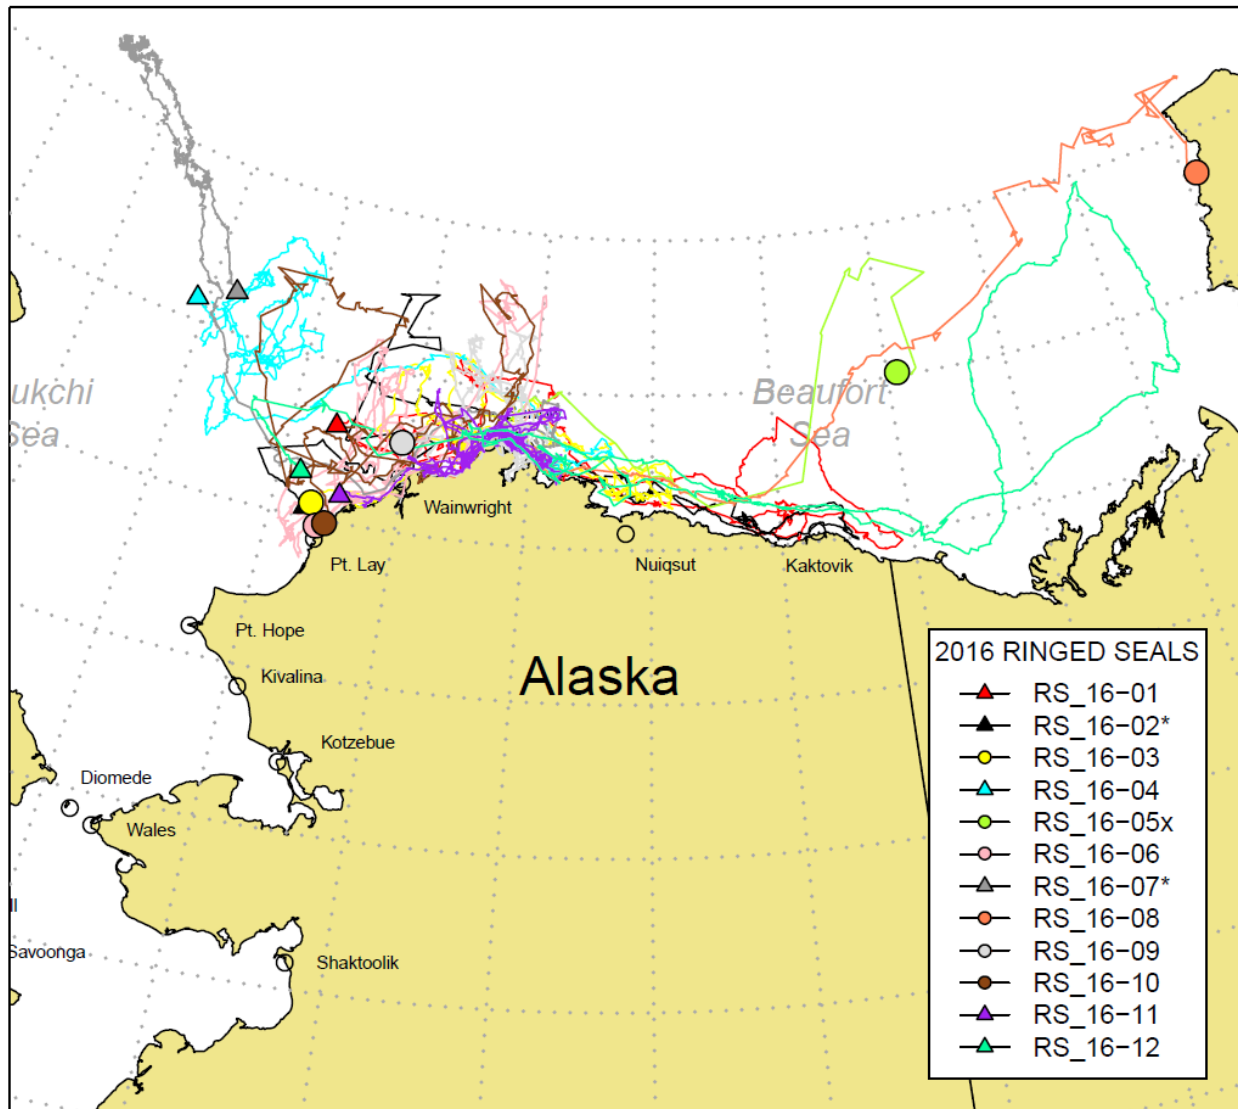 ukchi
Sea
Beaufort
Sea
Wainwright
Pt. Lay
Nuiqsut
Kaktovik
Pt. Hope
Alaska
Kivalina
Kotzebue
Diomede
Wales
ll
Savoonga
Shaktoolik
2016 RINGED SEALS
RS_16−01
RS_16−02*
RS_16−03
RS_16−04
RS_16−05x
RS_16−06
RS_16−07*
RS_16−08
RS_16−09
RS_16−10
RS_16−11
RS_16−12